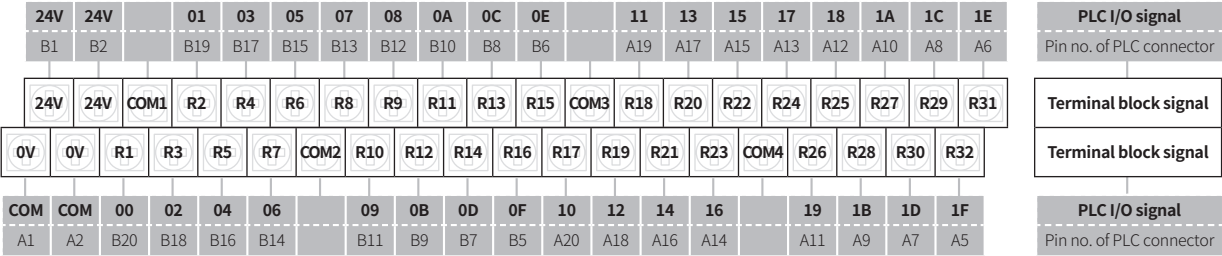 24V 24V 01 03 05 07 08 0A 0C 0E 11 13 15 17 18 1A 1C 1E PLC I/O signal
B1 B2 B19 B17 B15 B13 B12 B10 B8 B6 A19 A17 A15 A13 A12 A10 A8 A6 Pin no. of PLC connector
24V 24V COM1 R2 R4 R6 R8 R9 R11 R13 R15 COM3 R18 R20 R22 R24 R25 R27 R29 R31 Terminal block signal
0V 0V R1 R3 R5 R7 COM2 R10 R12 R14 R16 R17 R19 R21 R23 COM4 R26 R28 R30 R32 Terminal block signal
COM COM 00 02 04 06 09 0B 0D 0F 10 12 14 16 19 1B 1D 1F PLC I/O signal
A1 A2 B20 B18 B16 B14 B11 B9 B7 B5 A20 A18 A16 A14 A11 A9 A7 A5 Pin no. of PLC connector